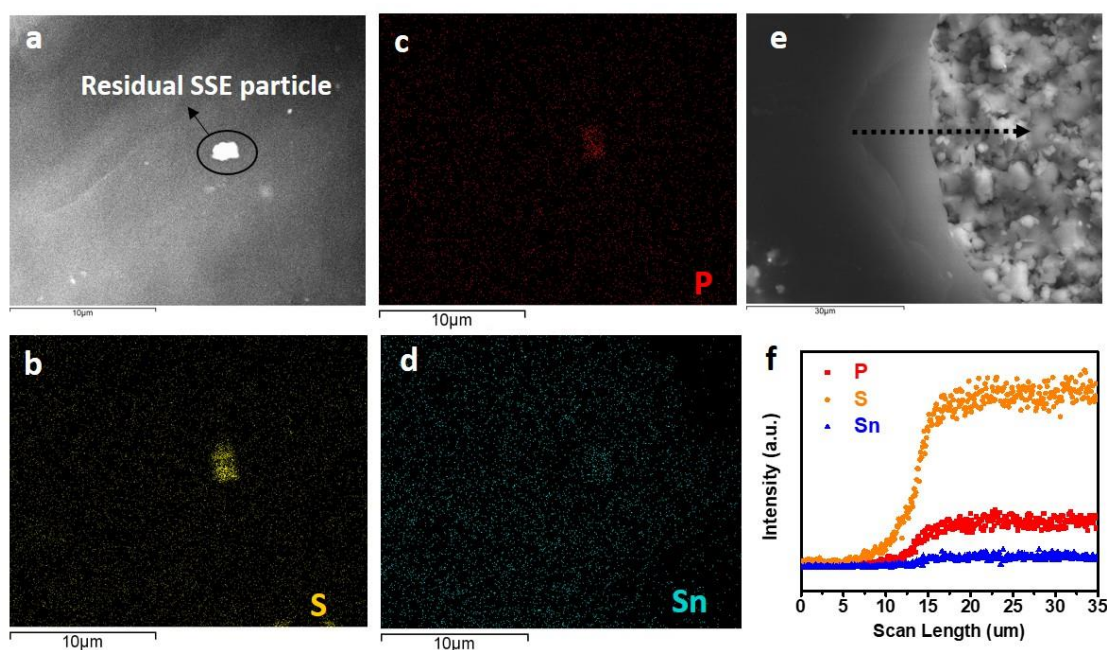 a
Residual SSE particle
10µm
c
P
10µm
e
30µm
b
S
10µm
d
Sn
10µm
f
P
S
Sn
Intensity (a.u.)
0 5 10 15 20 25 30 35
Scan Length (um)